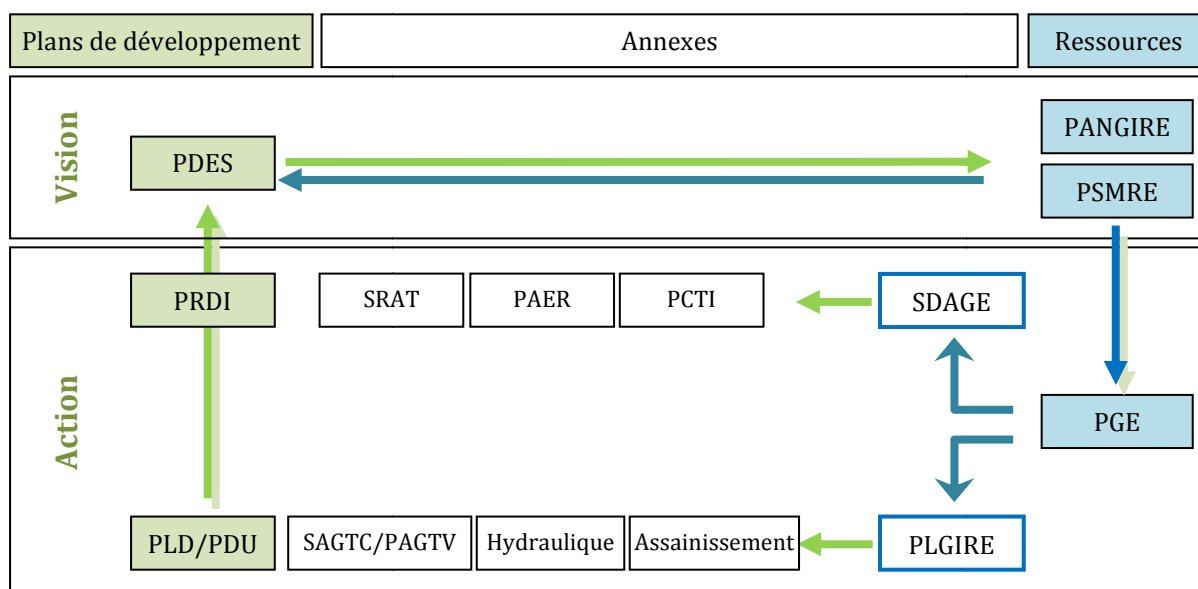 Plans de développement
Annexes
Ressources
Vision
PDES
PANGIRE
PSMRE
Action
PRDI
SRAT
PAER
PCTI
SDAGE
PGE
PLD/PDU
SAGTC/PAGTV
Hydraulique
Assainissement
PLGIRE